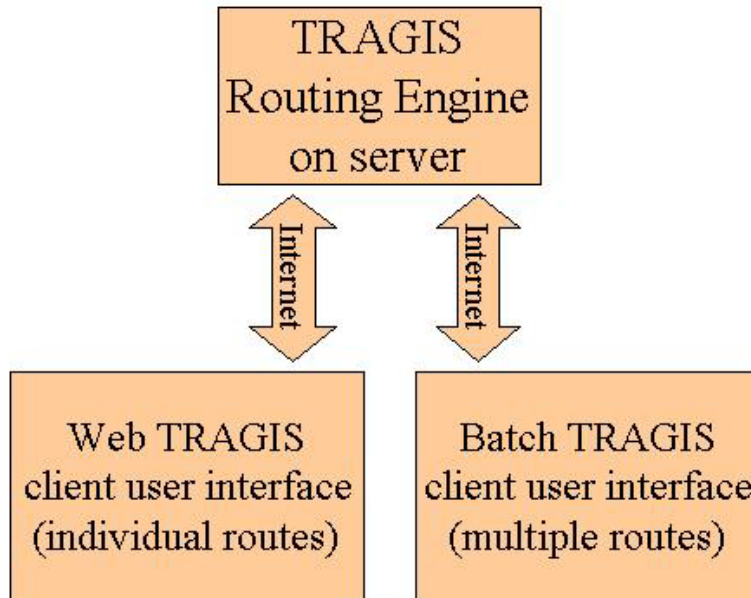 TRAGIS
Routing Engine
on server
Internet
Internet
Web TRAGIS
client user interface
(individual routes)
Batch TRAGIS
client user interface
(multiple routes)